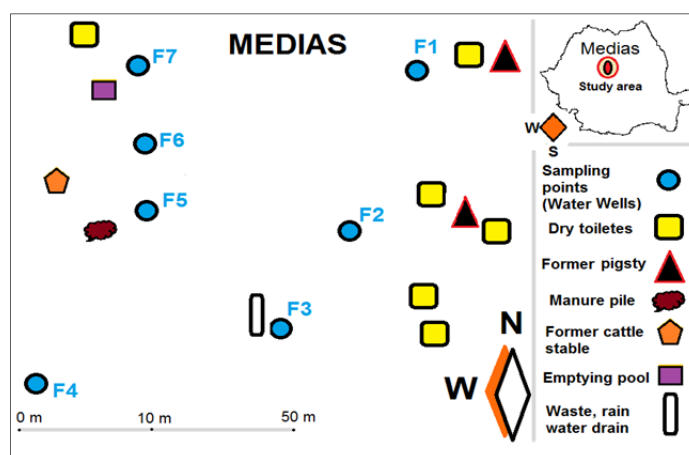 MEDIAS
F7
F1
F6
F5
F2
F3
F4
0 m
10 m
50 m
N
W
Medias
Study area
W
S
Sampling
points
(Water Wells)
Dry toiletes
Former pigsty
Manure pile
Former cattle
stable
Emptying pool
Waste, rain
water drain